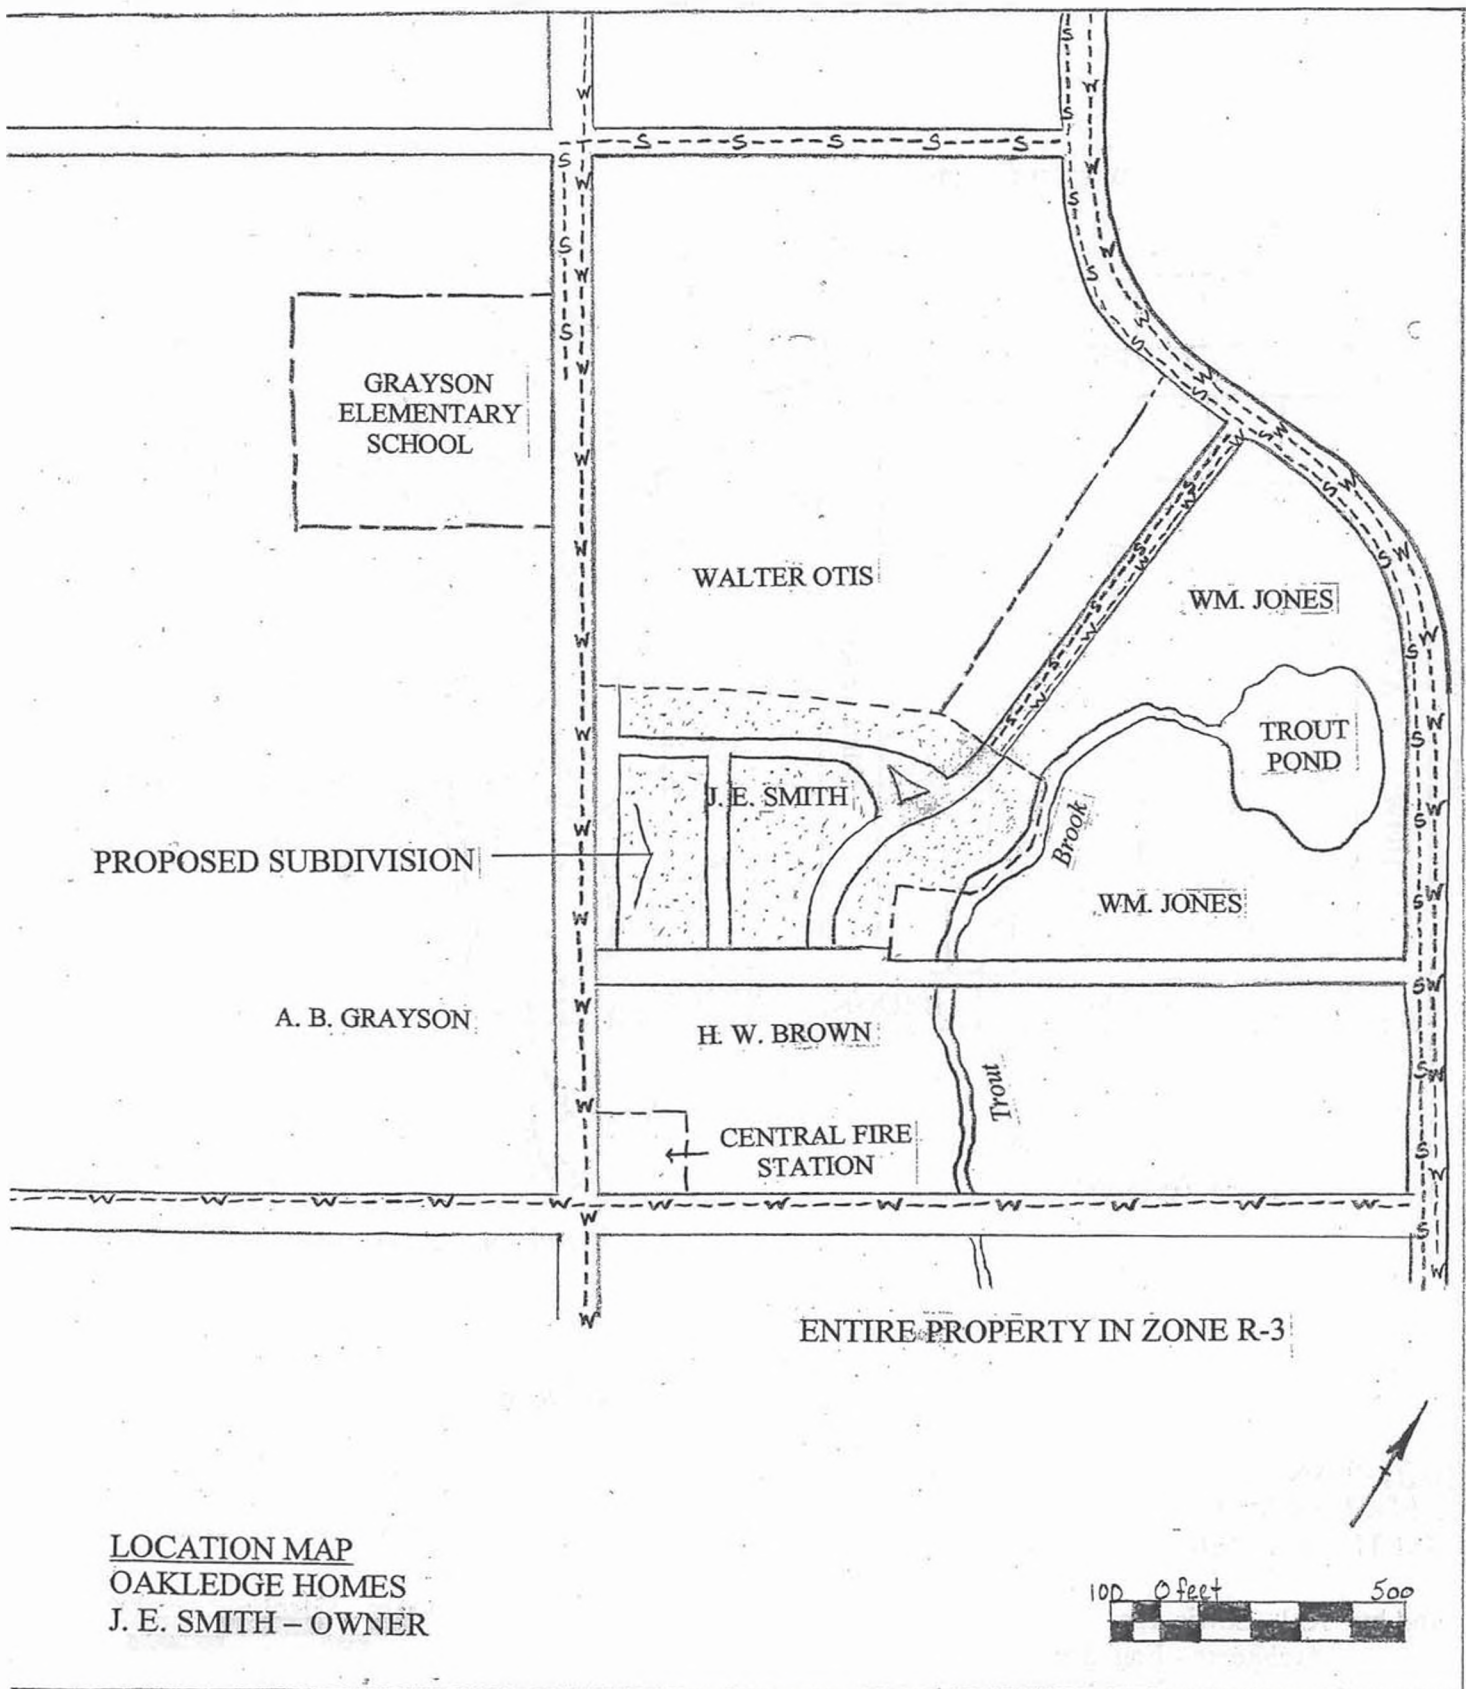 GRAYSON
ELEMENTARY
SCHOOL
WALTER OTIS
WM. JONES
TROUT
POND
J. E. SMITH
PROPOSED SUBDIVISION
Brook
WM. JONES
A. B. GRAYSON
H. W. BROWN
Trout
CENTRAL FIRE
STATION
ENTIRE PROPERTY IN ZONE R-3
LOCATION MAP
OAKLEDGE HOMES
J. E. SMITH – OWNER
100 0 feet 500